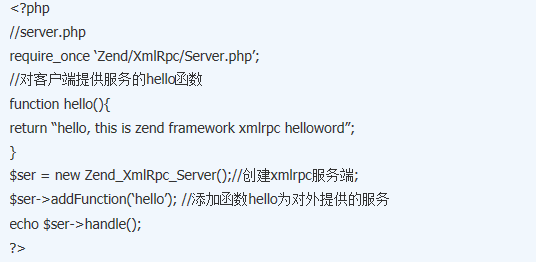 <?php
//server.php
require_once ‘Zend/XmlRpc/Server.php’;
//对客户端提供服务的hello函数
function hello(){
return “hello, this is zend framework xmlrpc helloword”;
}
$ser = new Zend_XmlRpc_Server();//创建xmlrpc服务端;
$ser->addFunction(‘hello’); //添加函数hello为对外提供的服务
echo $ser->handle();
?>